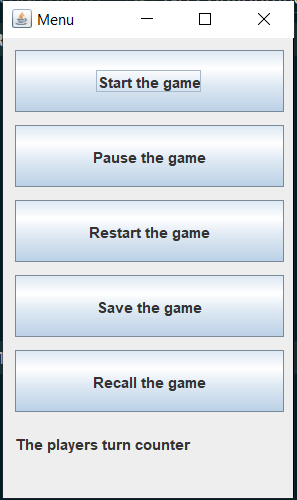 Menu
Start the game
Pause the game
Restart the game
Save the game
Recall the game
The players turn counter